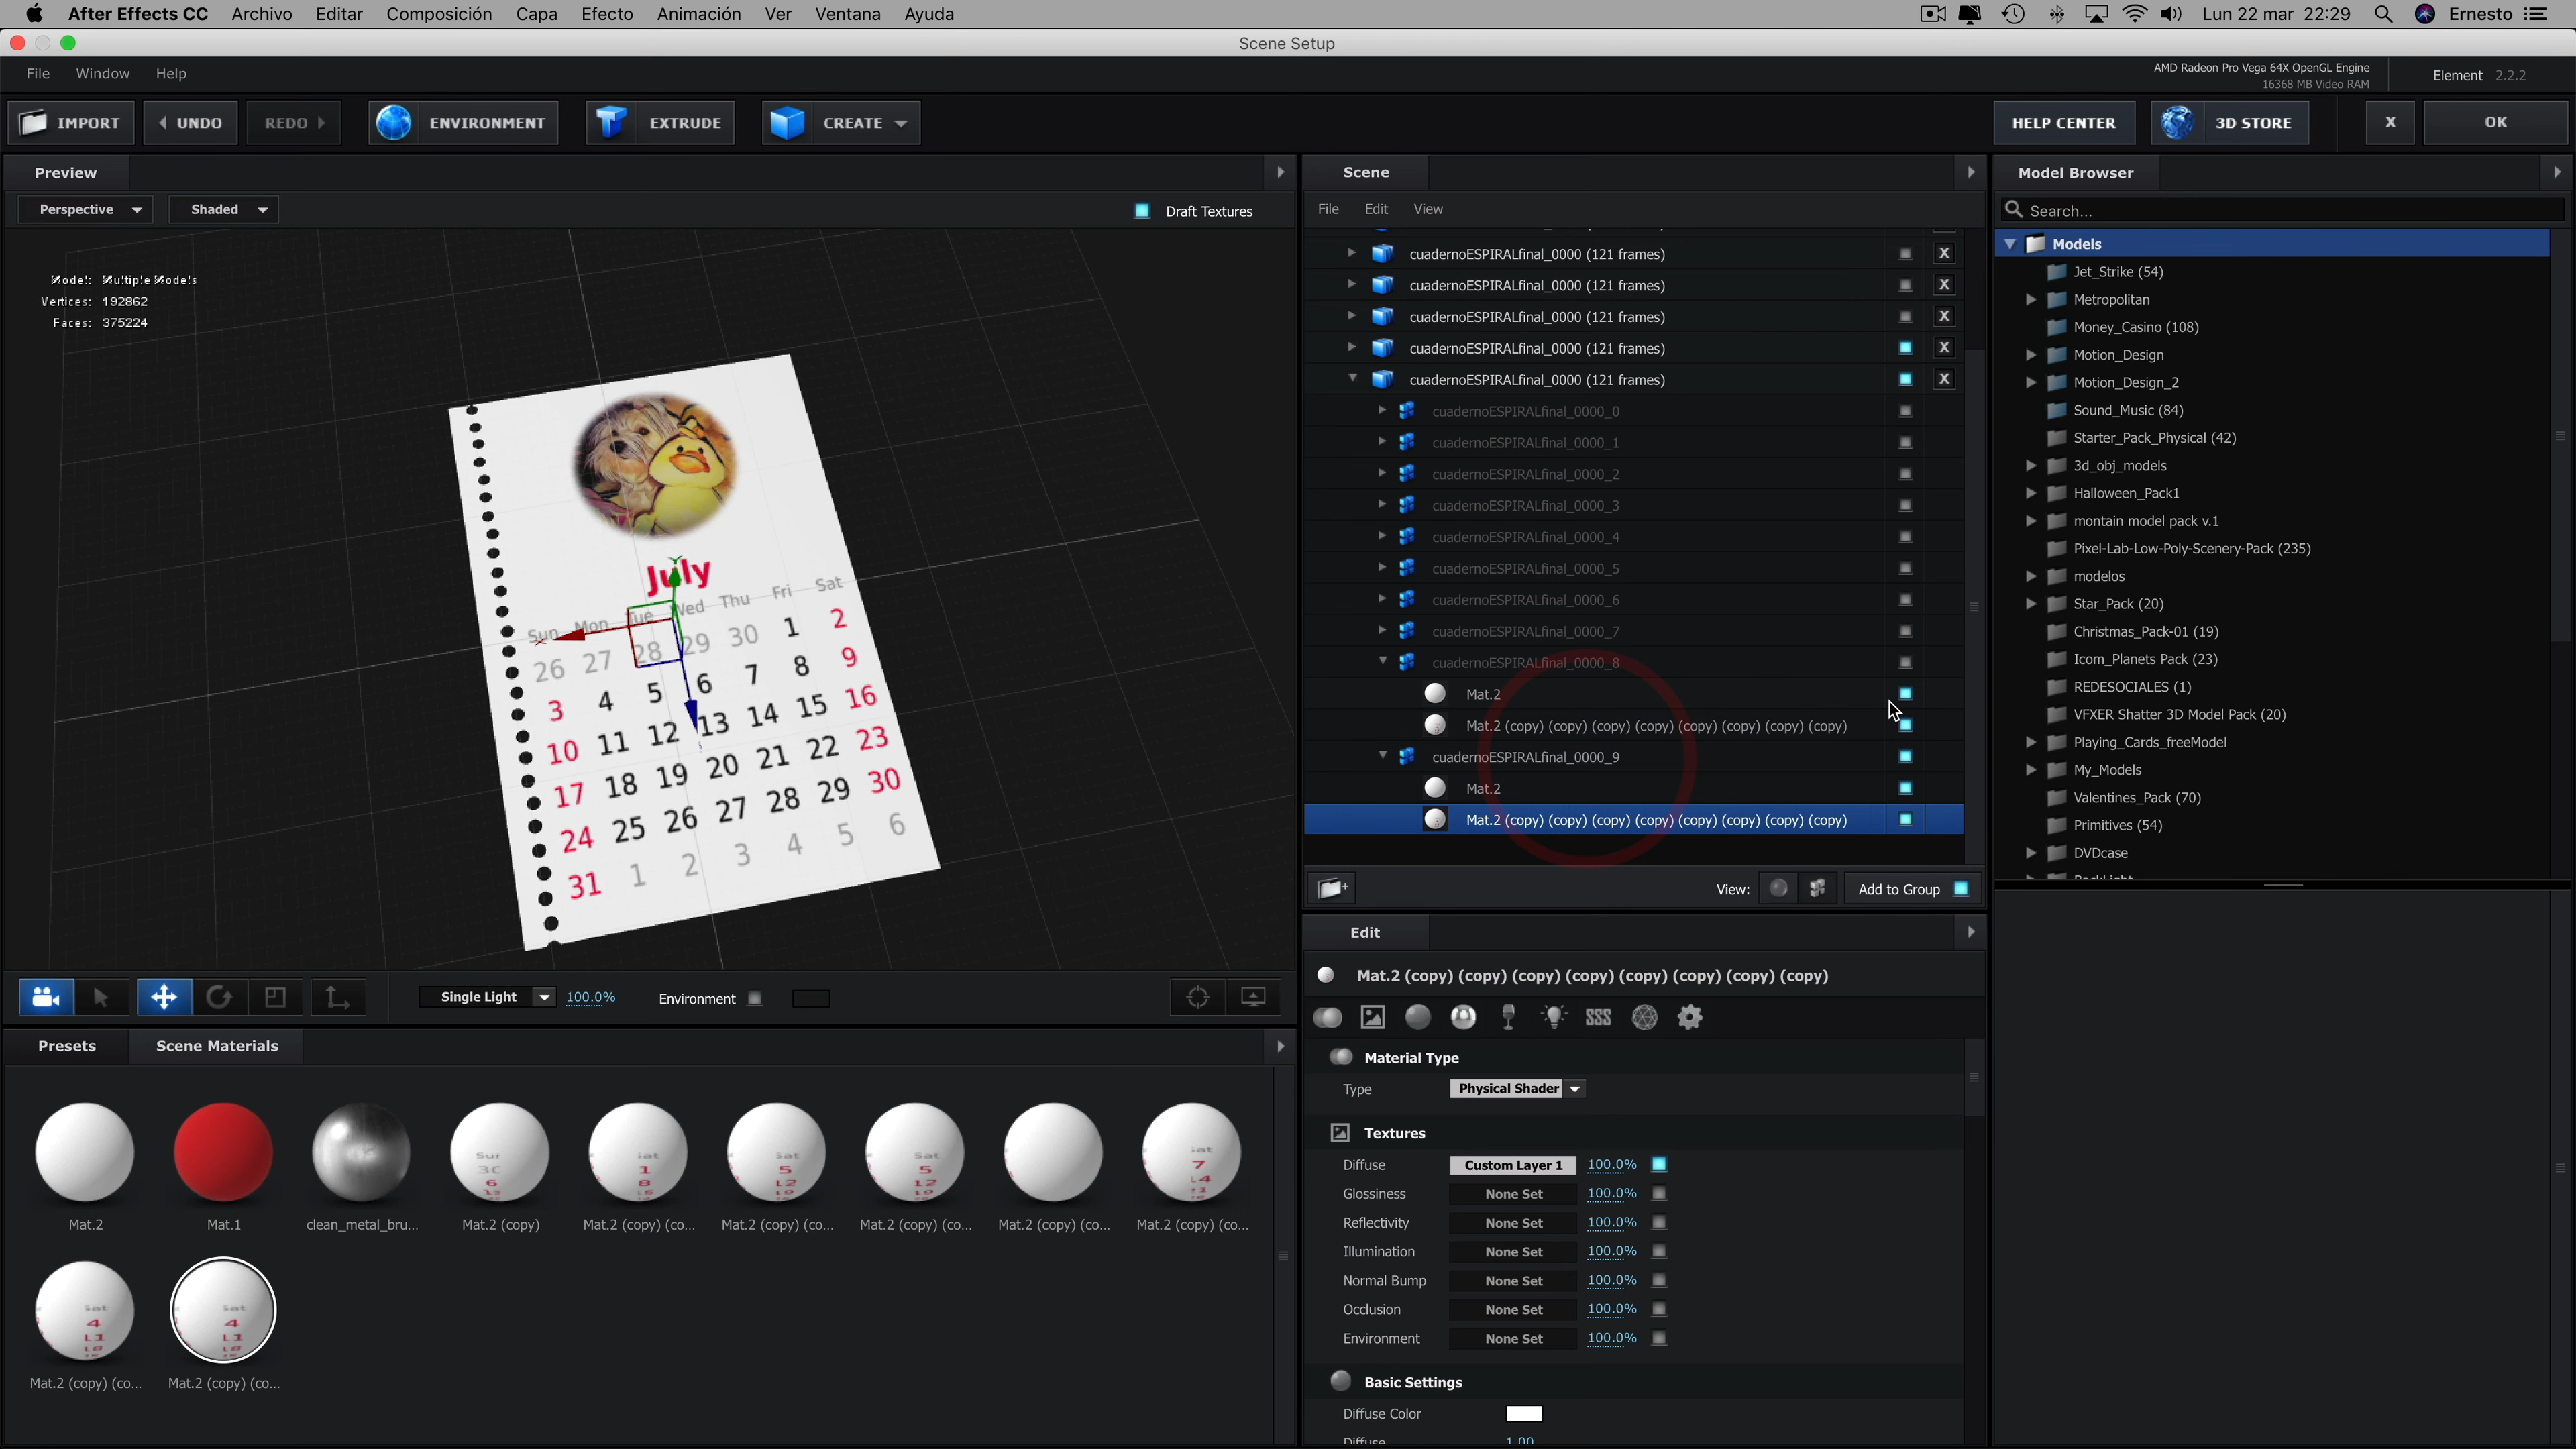 After Effects CC Archivo Editar Composición Capa Efecto Animación Ver Ventana Ayuda Lun 22 mar 22:29 Ernesto
Scene Setup
File Window Help
AMD Radeon Pro Vega 64X OpenGL Engine
16368 MB Video RAM
Element 2.2.2
IMPORT UNDO REDO ENVIRONMENT EXTRUDE CREATE HELP CENTER 3D STORE X OK
Preview
Perspective Shaded Draft Textures
Model: Multiple Models
Vertices: 192862
Faces: 375224
July
Sun Mon Tue Wed Thu Fri Sat
26 27 28 29 30 1 2
3 4 5 6 7 8 9
10 11 12 13 14 15 16
17 18 19 20 21 22 23
24 25 26 27 28 29 30
31 1 2 3 4 5 6
Single Light 100.0% Environment
Presets Scene Materials
Mat.2 Mat.1 clean_metal_bru... Mat.2 (copy) Mat.2 (copy) (co... Mat.2 (copy) (co... Mat.2 (copy) (co... Mat.2 (copy) (co... Mat.2 (copy) (co...
Mat.2 (copy) (co... Mat.2 (copy) (co...
Scene
File Edit View
cuadernoESPIRALfinal_0000 (121 frames) X
cuadernoESPIRALfinal_0000 (121 frames) X
cuadernoESPIRALfinal_0000 (121 frames) X
cuadernoESPIRALfinal_0000 (121 frames) X
cuadernoESPIRALfinal_0000 (121 frames) X
cuadernoESPIRALfinal_0000_0
cuadernoESPIRALfinal_0000_1
cuadernoESPIRALfinal_0000_2
cuadernoESPIRALfinal_0000_3
cuadernoESPIRALfinal_0000_4
cuadernoESPIRALfinal_0000_5
cuadernoESPIRALfinal_0000_6
cuadernoESPIRALfinal_0000_7
cuadernoESPIRALfinal_0000_8
Mat.2
Mat.2 (copy) (copy) (copy) (copy) (copy) (copy) (copy) (copy)
cuadernoESPIRALfinal_0000_9
Mat.2
Mat.2 (copy) (copy) (copy) (copy) (copy) (copy) (copy) (copy)
View: Add to Group
Edit
Mat.2 (copy) (copy) (copy) (copy) (copy) (copy) (copy) (copy)
Material Type
Type Physical Shader
Textures
Diffuse Custom Layer 1 100.0%
Glossiness None Set 100.0%
Reflectivity None Set 100.0%
Illumination None Set 100.0%
Normal Bump None Set 100.0%
Occlusion None Set 100.0%
Environment None Set 100.0%
Basic Settings
Diffuse Color
Diffuse 1.00
Model Browser
Search...
Models
Jet_Strike (54)
Metropolitan
Money_Casino (108)
Motion_Design
Motion_Design_2
Sound_Music (84)
Starter_Pack_Physical (42)
3d_obj_models
Halloween_Pack1
montain model pack v.1
Pixel-Lab-Low-Poly-Scenery-Pack (235)
modelos
Star_Pack (20)
Christmas_Pack-01 (19)
Icom_Planets Pack (23)
REDESOCIALES (1)
VFXER Shatter 3D Model Pack (20)
Playing_Cards_freeModel
My_Models
Valentines_Pack (70)
Primitives (54)
DVDcase